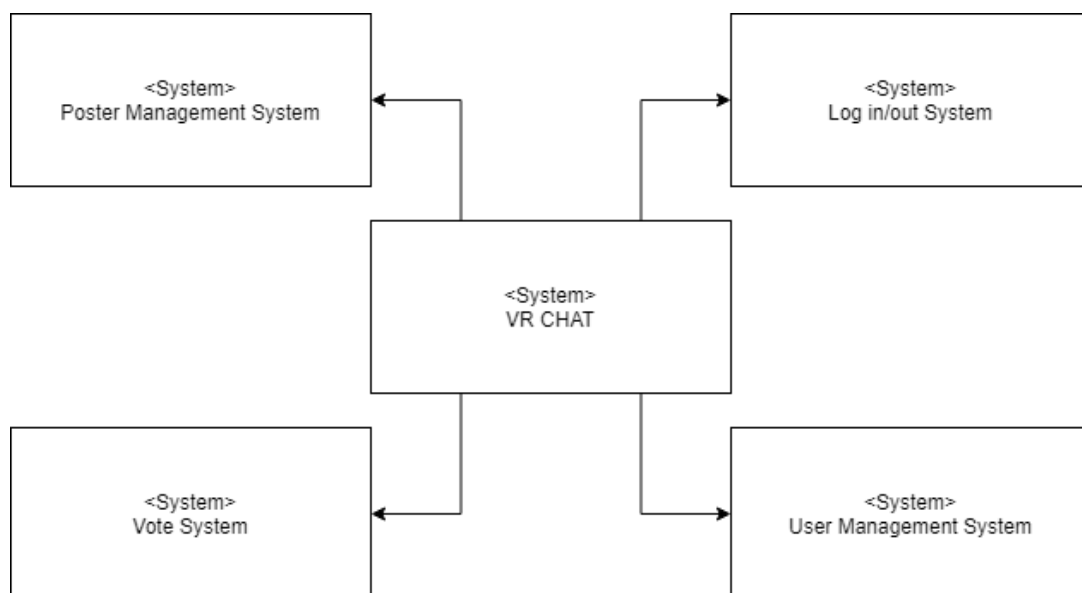 <System>
Poster Management System
<System>
Log in/out System
<System>
VR CHAT
<System>
Vote System
<System>
User Management System